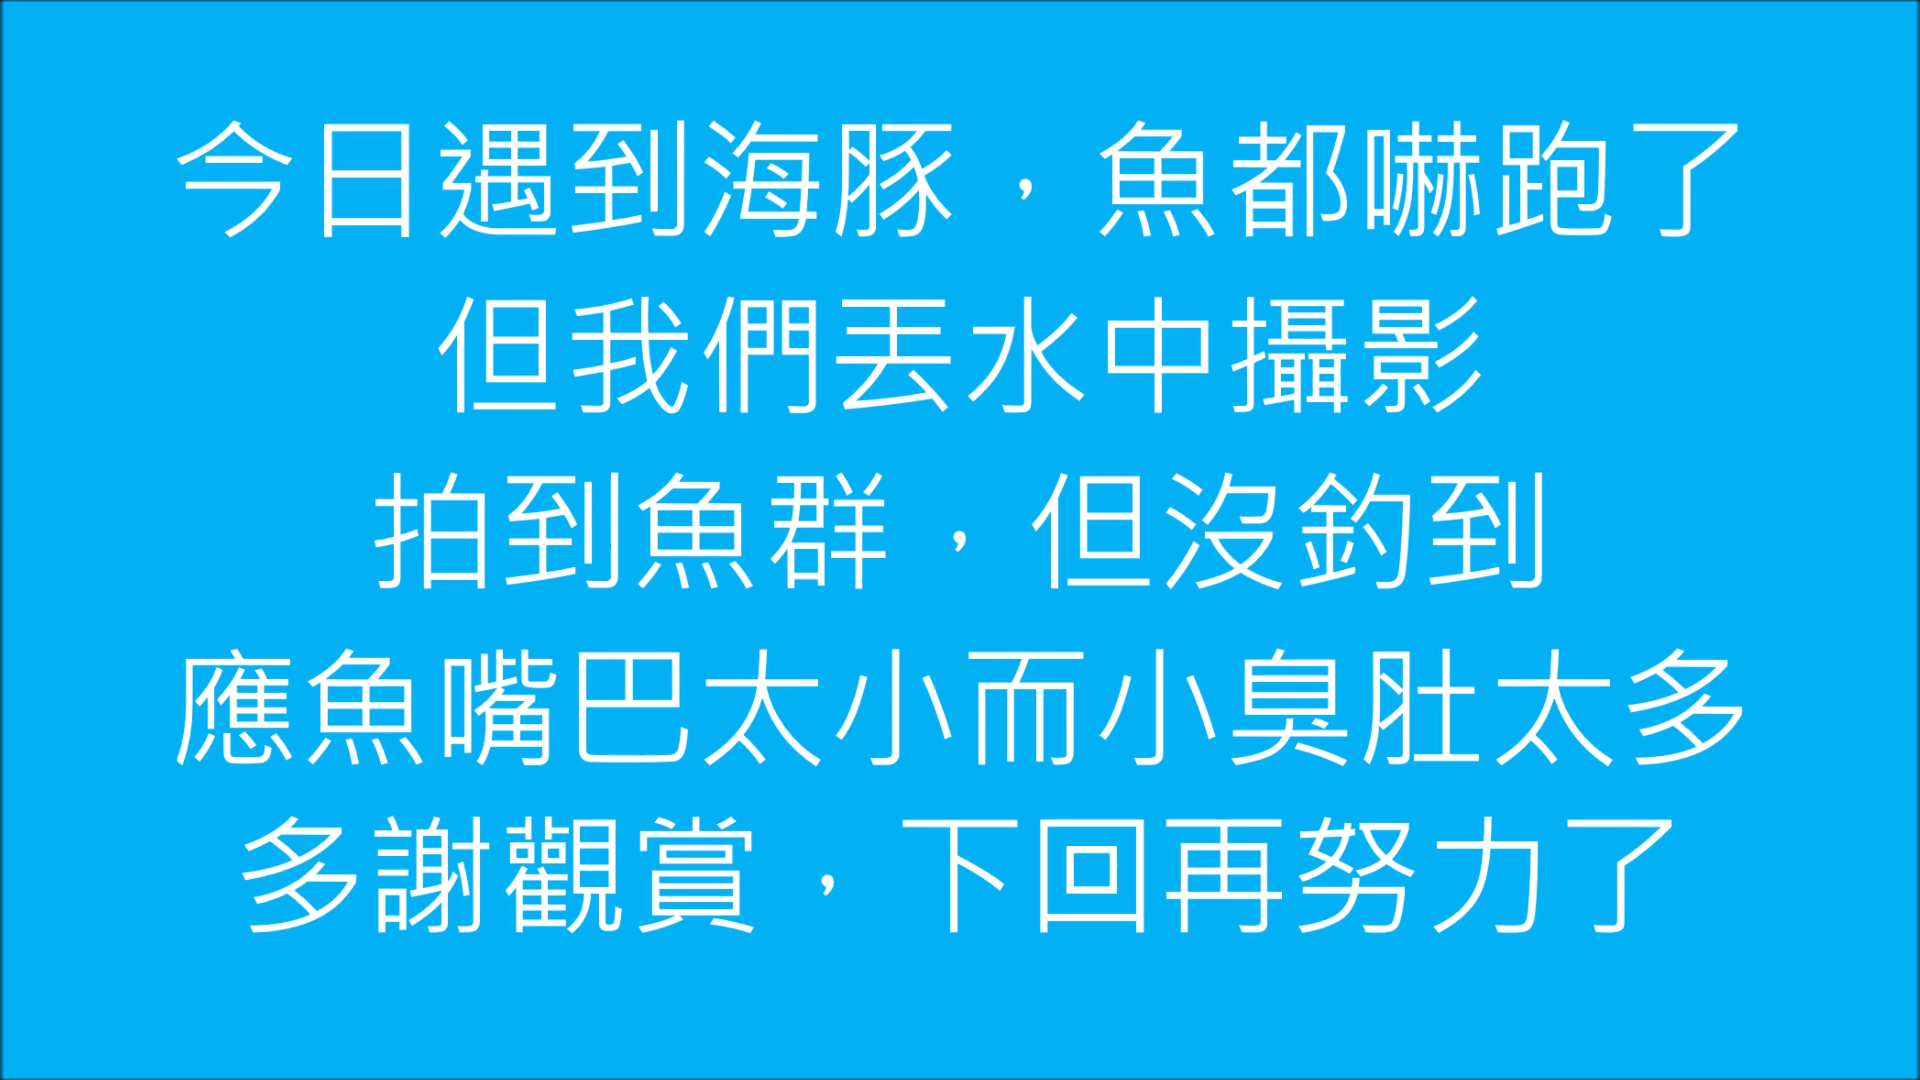 今日遇到海豚，魚都嚇跑了
但我們丟水中攝影
拍到魚群，但沒釣到
應魚嘴巴太小而小臭肚太多
多謝觀賞，下回再努力了